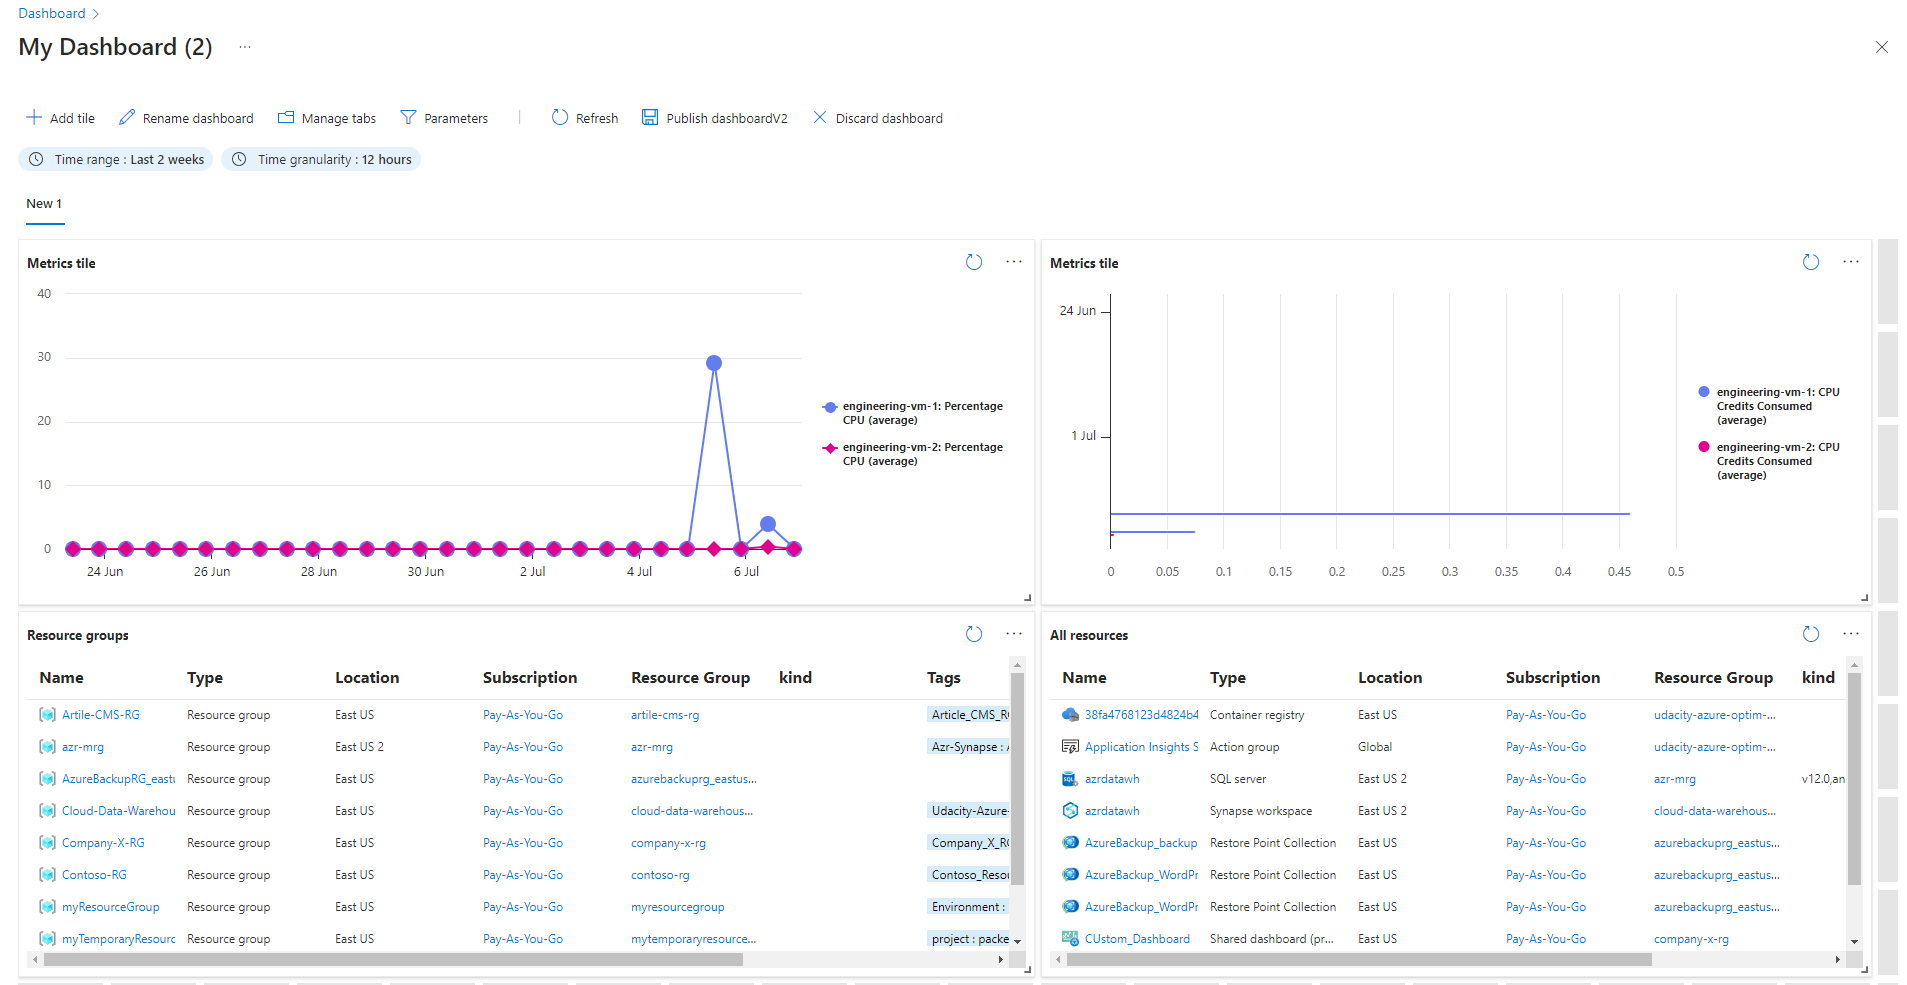 Dashboard
My Dashboard (2) ...
Add tile Rename dashboard Manage tabs Parameters Refresh Publish dashboardV2 Discard dashboard
Time range : Last 2 weeks Time granularity : 12 hours
New 1
Metrics tile
40
30
20
10
0
24 Jun 26 Jun 28 Jun 30 Jun 2 Jul 4 Jul 6 Jul
engineering-vm-1: Percentage
CPU (average)
engineering-vm-2: Percentage
CPU (average)
Metrics tile
24 Jun
1 Jul
0 0.05 0.1 0.15 0.2 0.25 0.3 0.35 0.4 0.45 0.5
engineering-vm-1: CPU
Credits Consumed
(average)
engineering-vm-2: CPU
Credits Consumed
(average)
Resource groups
Name Type Location Subscription Resource Group kind Tags
Artile-CMS-RG Resource group East US Pay-As-You-Go artile-cms-rg Article_CMS_R
azr-mrg Resource group East US 2 Pay-As-You-Go azr-mrg Azr-Synapse :
AzureBackupRG_eastu Resource group East US Pay-As-You-Go azurebackuprg_eastus...
Cloud-Data-Warehou Resource group East US Pay-As-You-Go cloud-data-warehous... Udacity-Azure-
Company-X-RG Resource group East US Pay-As-You-Go company-x-rg Company_X_R
Contoso-RG Resource group East US Pay-As-You-Go contoso-rg Contoso_Resou
myResourceGroup Resource group East US Pay-As-You-Go myresourcegroup Environment :
myTemporaryResourc Resource group East US Pay-As-You-Go mytemporaryresource... project : packe
All resources
Name Type Location Subscription Resource Group kind
38fa4768123d4824b4 Container registry East US Pay-As-You-Go udacity-azure-optim-...
Application Insights S Action group Global Pay-As-You-Go udacity-azure-optim-...
azrdatawh SQL server East US 2 Pay-As-You-Go azr-mrg v12.0,an
azrdatawh Synapse workspace East US 2 Pay-As-You-Go cloud-data-warehous...
AzureBackup_backup Restore Point Collection East US Pay-As-You-Go azurebackuprg_eastus...
AzureBackup_WordPr Restore Point Collection East US Pay-As-You-Go azurebackuprg_eastus...
AzureBackup_WordPr Restore Point Collection East US Pay-As-You-Go azurebackuprg_eastus...
CUstom_Dashboard Shared dashboard (pr... East US Pay-As-You-Go company-x-rg